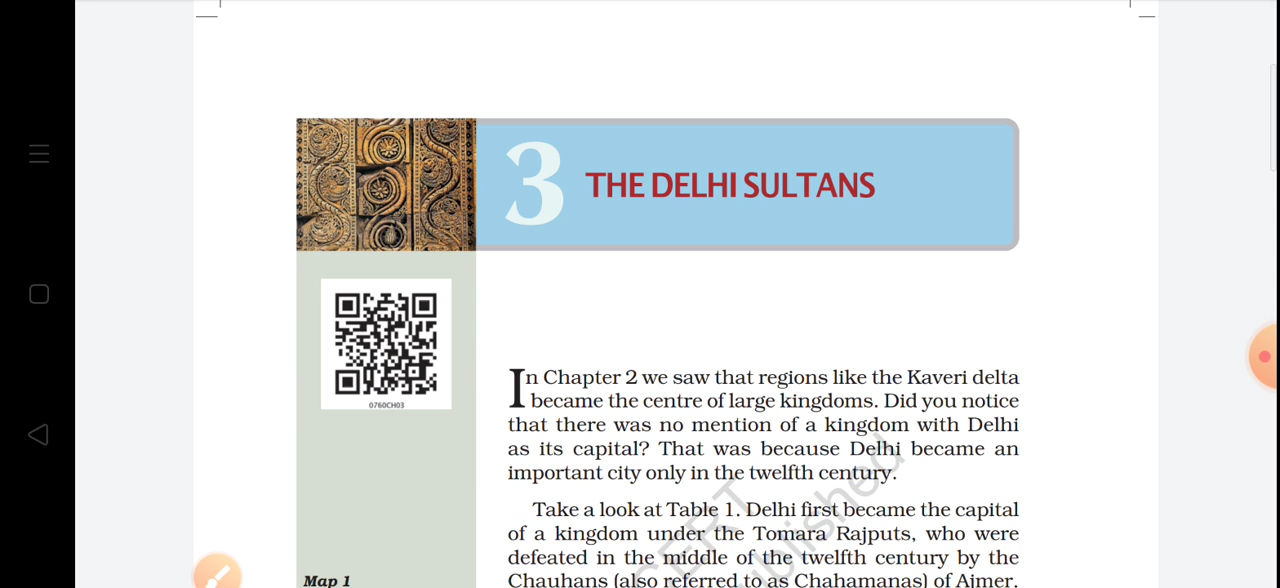 3 THE DELHI SULTANS
0760CH03
In Chapter 2 we saw that regions like the Kaveri delta
became the centre of large kingdoms. Did you notice
that there was no mention of a kingdom with Delhi
as its capital? That was because Delhi became an
important city only in the twelfth century.
Take a look at Table 1. Delhi first became the capital
of a kingdom under the Tomara Rajputs, who were
defeated in the middle of the twelfth century by the
Chauhans (also referred to as Chahamanas) of Ajmer.
Map 1